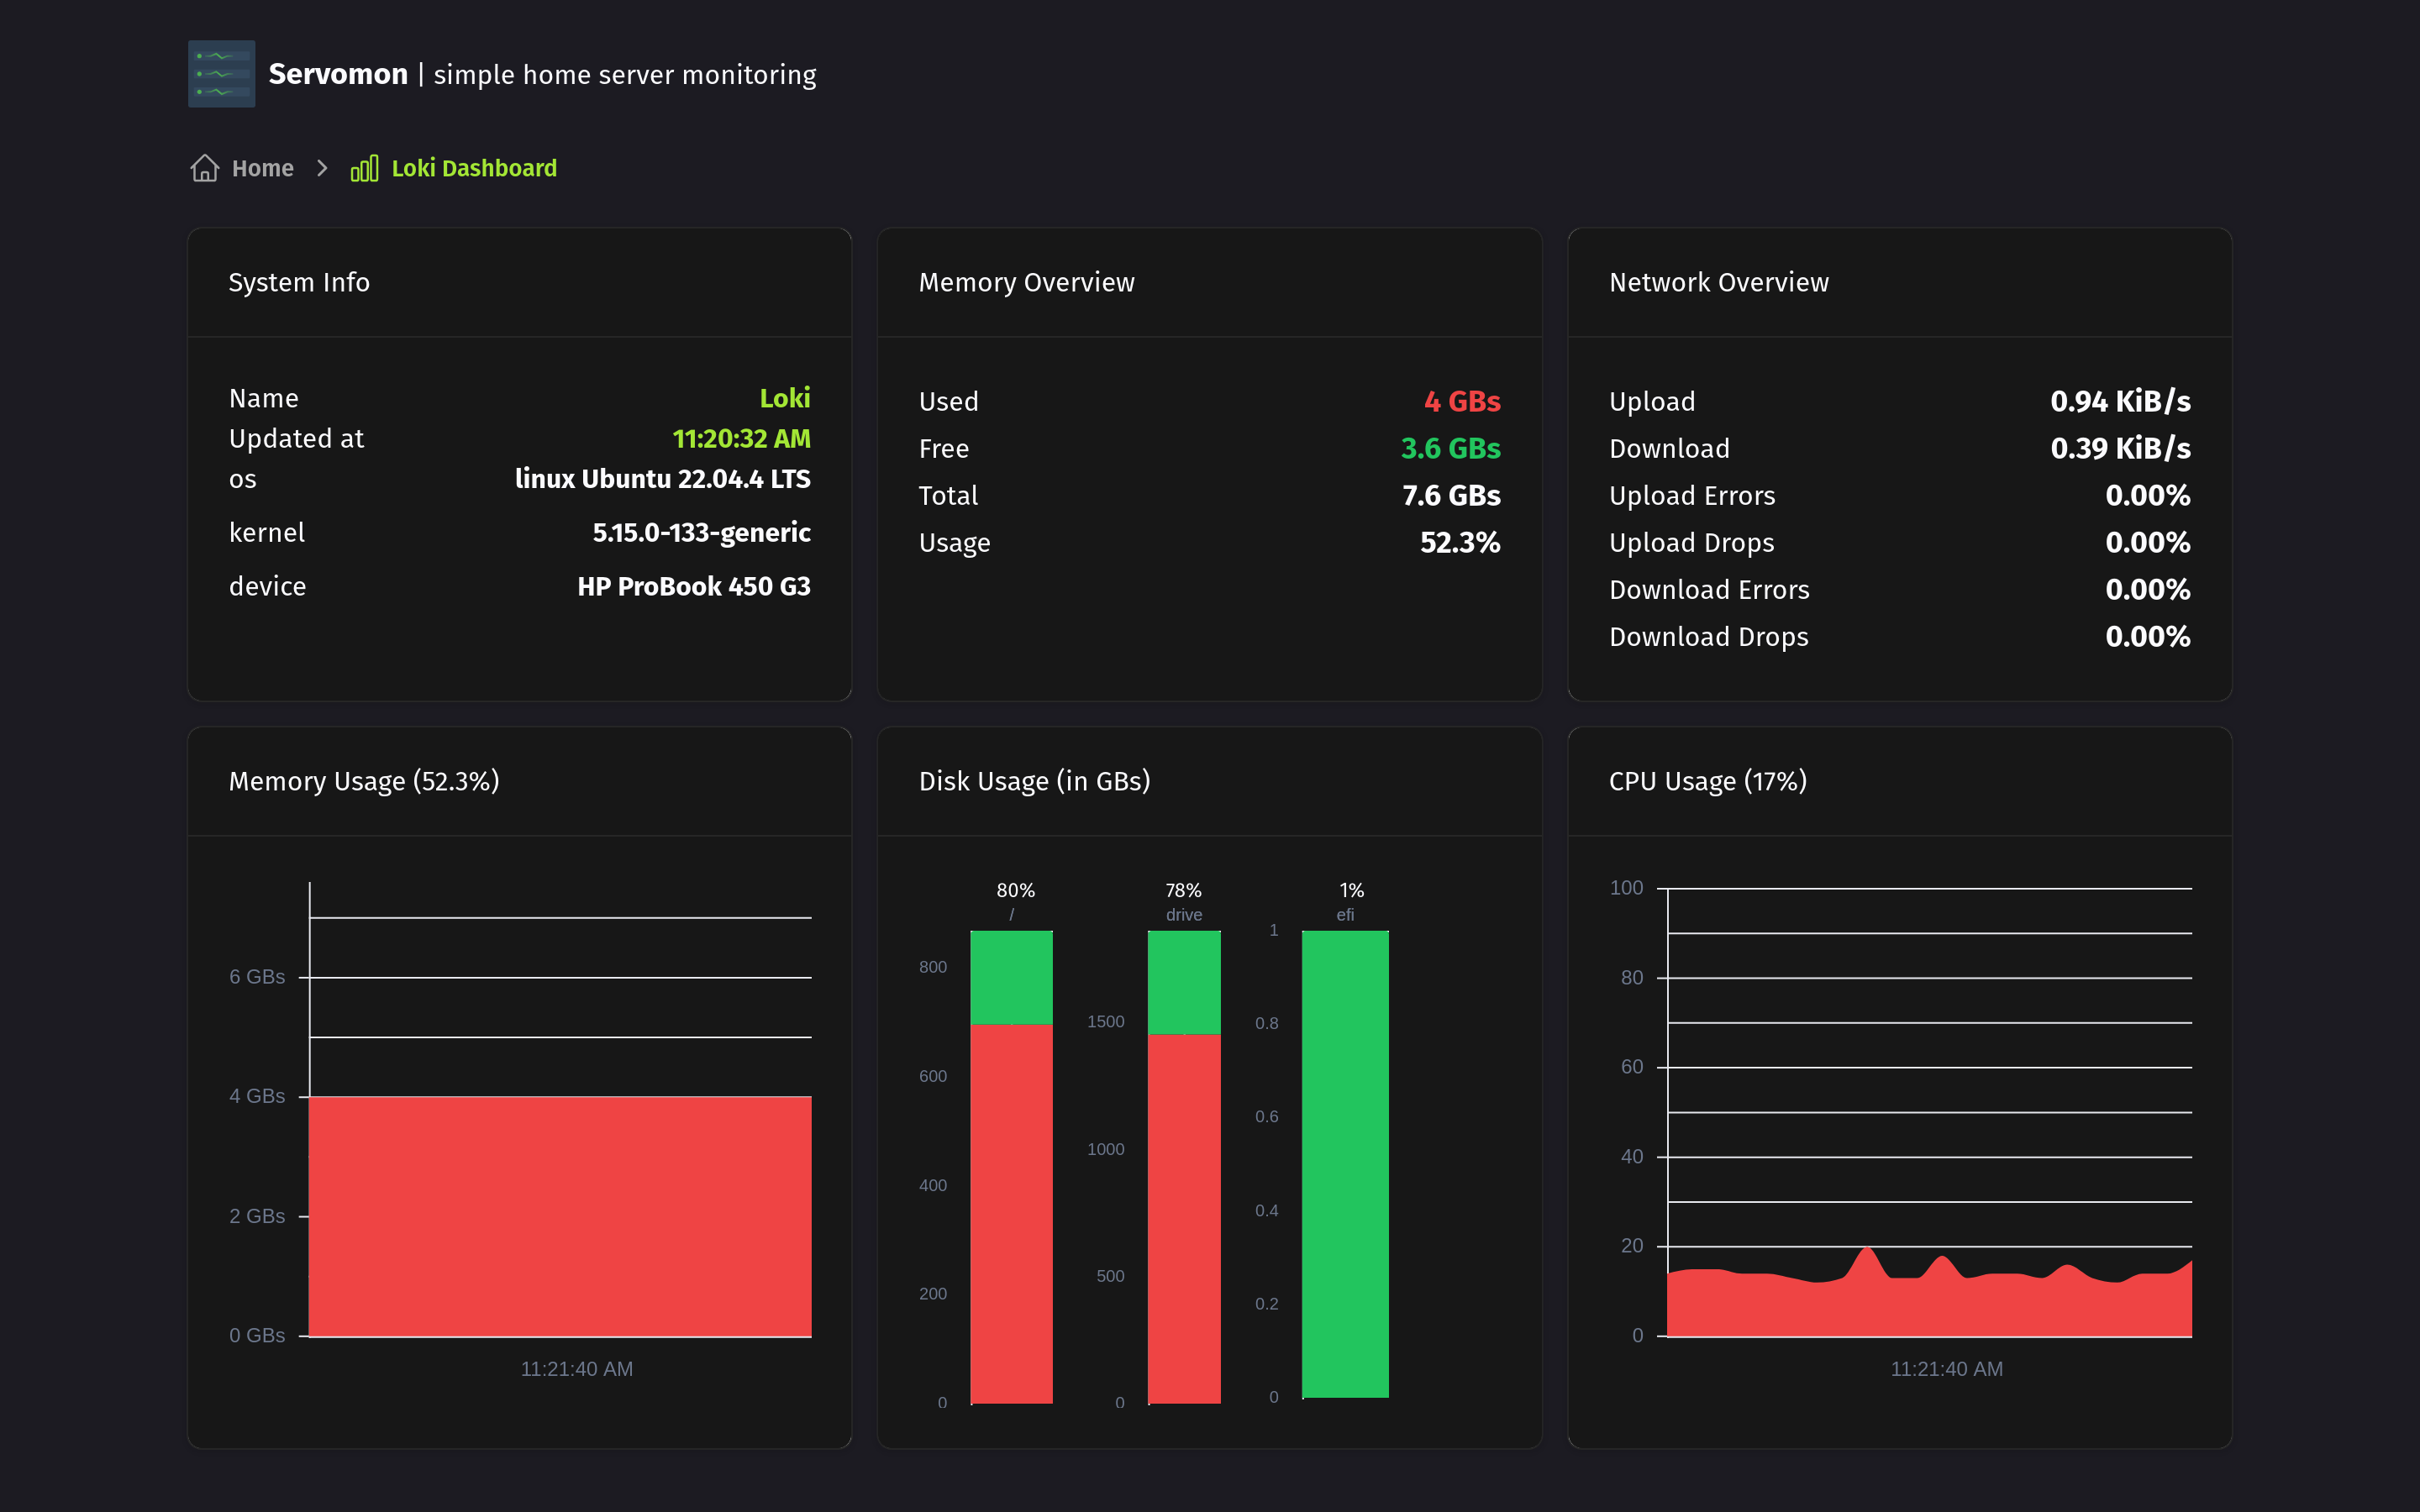 Servomon | simple home server monitoring
Home > Loki Dashboard
System Info
Name Loki
Updated at 11:20:32 AM
os linux Ubuntu 22.04.4 LTS
kernel 5.15.0-133-generic
device HP ProBook 450 G3
Memory Overview
Used 4 GBs
Free 3.6 GBs
Total 7.6 GBs
Usage 52.3%
Network Overview
Upload 0.94 KiB/s
Download 0.39 KiB/s
Upload Errors 0.00%
Upload Drops 0.00%
Download Errors 0.00%
Download Drops 0.00%
Memory Usage (52.3%)
6 GBs
4 GBs
2 GBs
0 GBs
11:21:40 AM
Disk Usage (in GBs)
80%
/
800
600
400
200
0
78%
drive
1500
1000
500
0
1%
efi
1
0.8
0.6
0.4
0.2
0
CPU Usage (17%)
100
80
60
40
20
0
11:21:40 AM